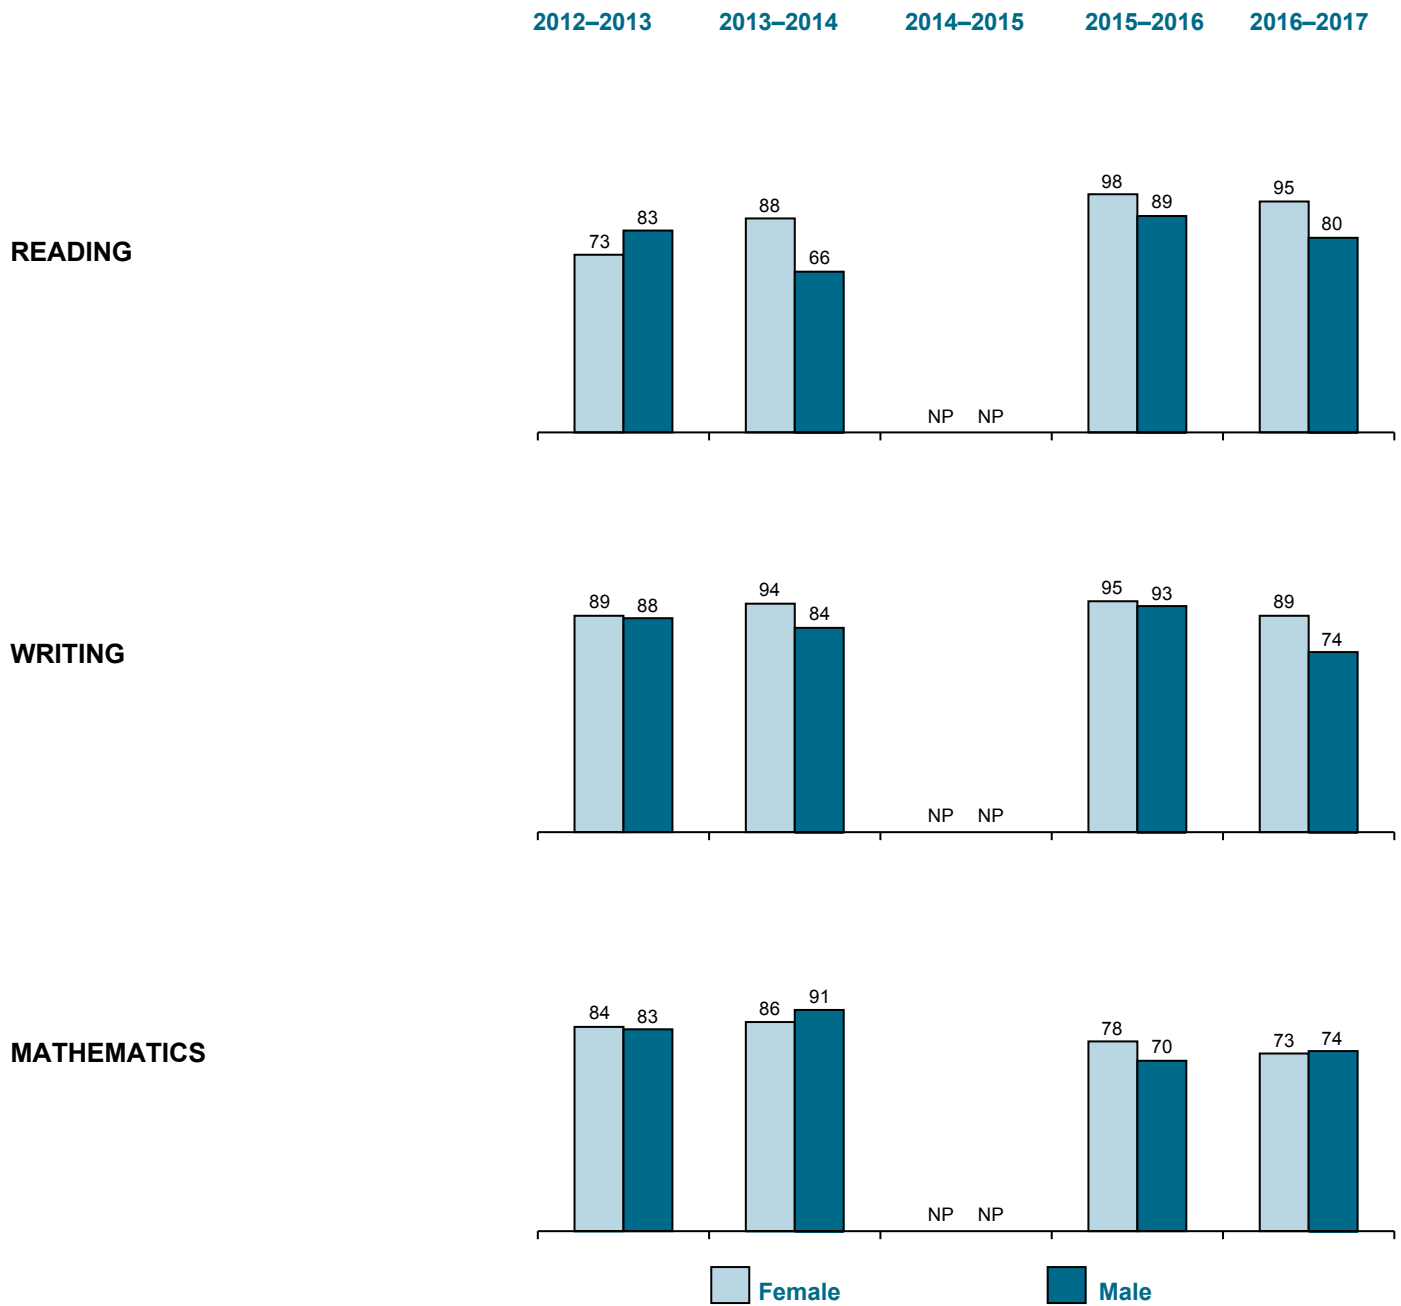 2012–2013 2013–2014 2014–2015 2015–2016 2016–2017
READING
73 83 88 66 NP NP 98 89 95 80
WRITING
89 88 94 84 NP NP 95 93 89 74
MATHEMATICS
84 83 86 91 NP NP 78 70 73 74
Female Male